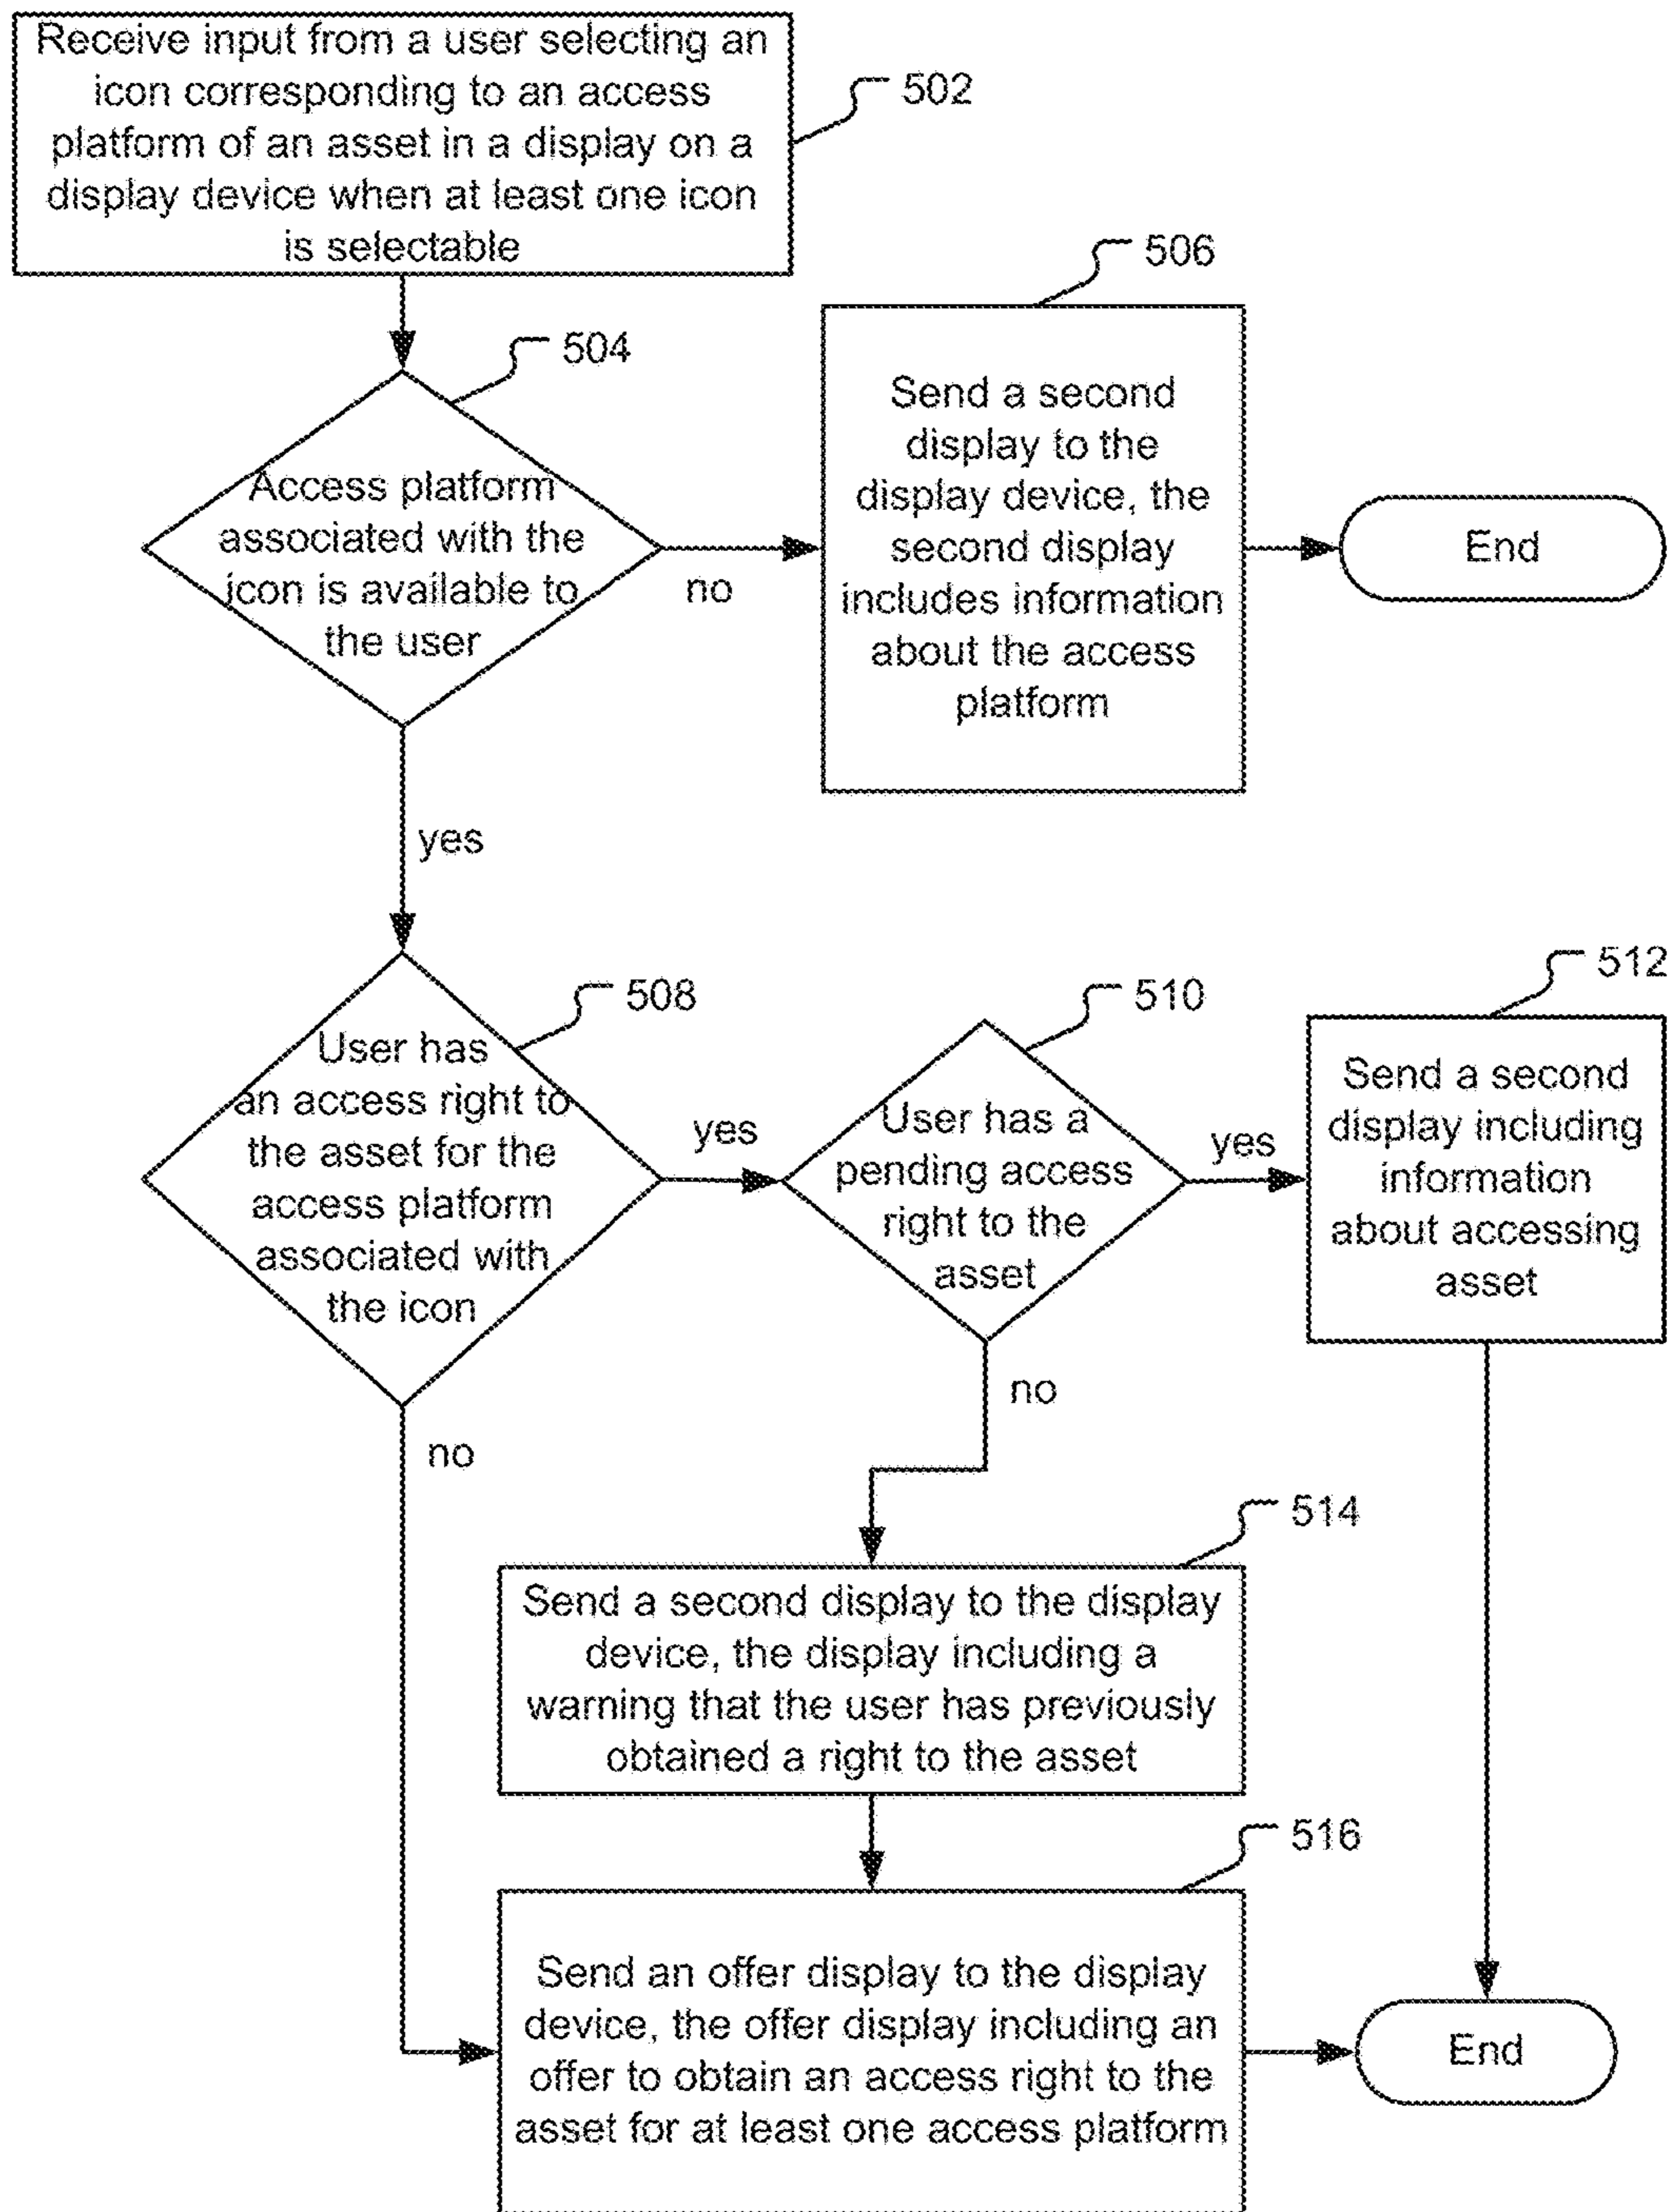 Receive input from a user selecting an
icon corresponding to an access
platform of an asset in a display on a
display device when at least one icon
is selectable
502
504
Access platform
associated with the
icon is available to
the user
no
506
Send a second
display to the
display device, the
second display
includes information
about the access
platform
End
yes
508
User has
an access right to
the asset for the
access platform
associated with
the icon
yes
510
User has a
pending access
right to the
asset
yes
512
Send a second
display including
information
about accessing
asset
no
no
514
Send a second display to the display
device, the display including a
warning that the user has previously
obtained a right to the asset
516
Send an offer display to the display
device, the offer display including an
offer to obtain an access right to the
asset for at least one access platform
End